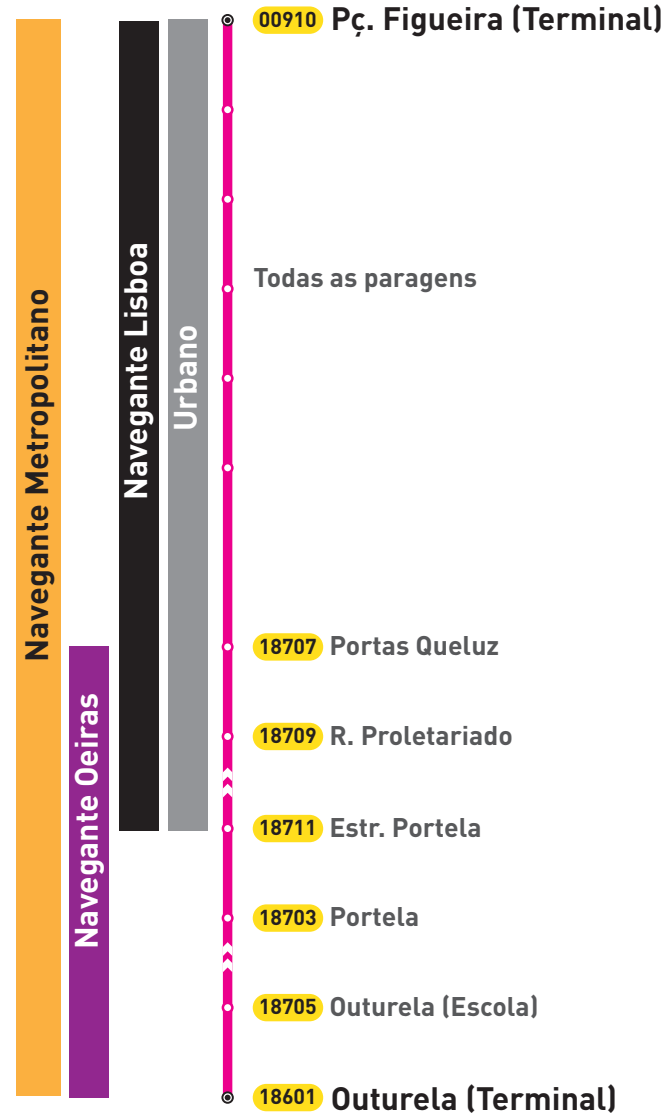 00910 Pç. Figueira (Terminal)
Todas as paragens
18707 Portas Queluz
18709 R. Proletariado
18711 Estr. Portela
18703 Portela
18705 Outurela (Escola)
18601 Outurela (Terminal)
Navegante Metropolitano
Navegante Oeiras
Navegante Lisboa
Urbano